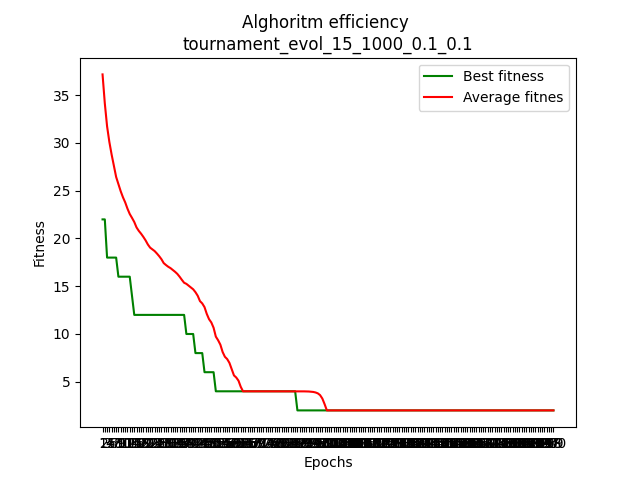 Alghoritm efficiency
tournament_evol_15_1000_0.1_0.1
Best fitness
Average fitnes
35
30
25
20
15
10
5
Fitness
Epochs